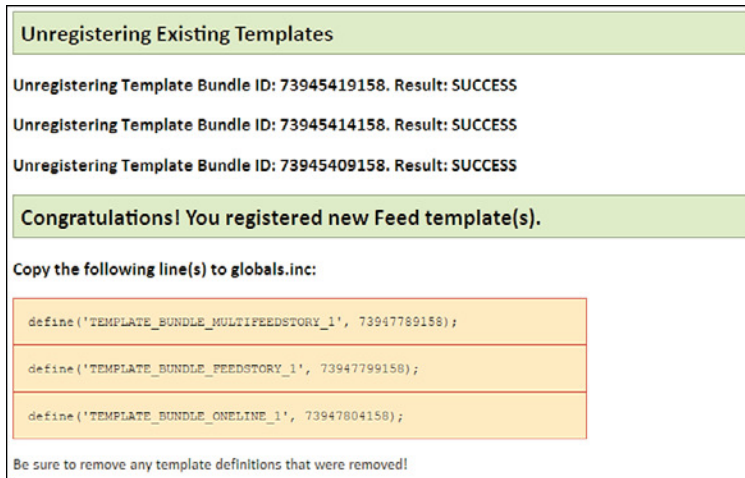 Unregistering Existing Templates
Unregistering Template Bundle ID: 73945419158. Result: SUCCESS
Unregistering Template Bundle ID: 73945414158. Result: SUCCESS
Unregistering Template Bundle ID: 73945409158. Result: SUCCESS
Congratulations! You registered new Feed template(s).
Copy the following line(s) to globals.inc:
define('TEMPLATE_BUNDLE_MULTIFEEDSTORY_1', 73947789158);
define('TEMPLATE_BUNDLE_FEEDSTORY_1', 73947799158);
define('TEMPLATE_BUNDLE_ONELINE_1', 73947804158);
Be sure to remove any template definitions that were removed!